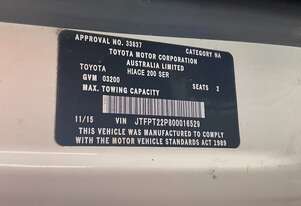 APPROVAL NO. 33837 CATEGORY NA
TOYOTA MOTOR CORPORATION
AUSTRALIA LIMITED
TOYOTA HIACE 200 SER
GVM 03200 SEATS 2
MAX. TOWING CAPACITY
11/15 VIN JTFPT22P800016529
THIS VEHICLE WAS MANUFACTURED TO COMPLY
WITH THE MOTOR VEHICLE STANDARDS ACT 1989